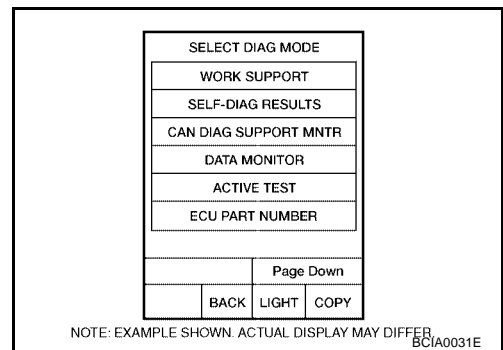 SELECT DIAG MODE
WORK SUPPORT
SELF-DIAG RESULTS
CAN DIAG SUPPORT MNTR
DATA MONITOR
ACTIVE TEST
ECU PART NUMBER
Page Down
BACK LIGHT COPY
NOTE: EXAMPLE SHOWN. ACTUAL DISPLAY MAY DIFFER.
BCIA0031E